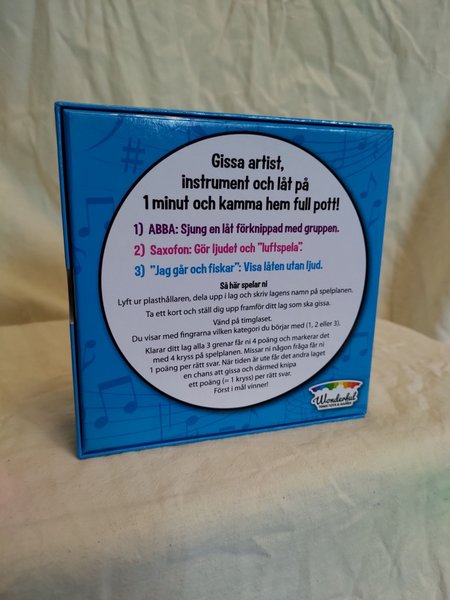 Gissa artist,
instrument och låt på
1 minut och kamma hem full pott!
1) ABBA: Sjung en låt förknippad med gruppen.
2) Saxofon: Gör ljudet och "luftspela".
3) "Jag går och fiskar": Visa låten utan ljud.
Så här spelar ni
Lyft ur plasthållaren, dela upp i lag och skriv lagens namn på spelplanen.
Ta ett kort och ställ dig upp framför ditt lag som ska gissa.
Vänd på timglaset.
Du visar med fingrarna vilken kategori du börjar med (1, 2 eller 3).
Klarar ditt lag alla 3 grenar får ni 4 poäng och markerar det
med 4 kryss på spelplanen. Missar ni någon fråga får ni
1 poäng per rätt svar. När tiden är ute får det andra laget
en chans att gissa och därmed knipa
ett poäng (= 1 kryss) per rätt svar.
Först i mål vinner!
Wonderful
TIMES TOYS & GAMES